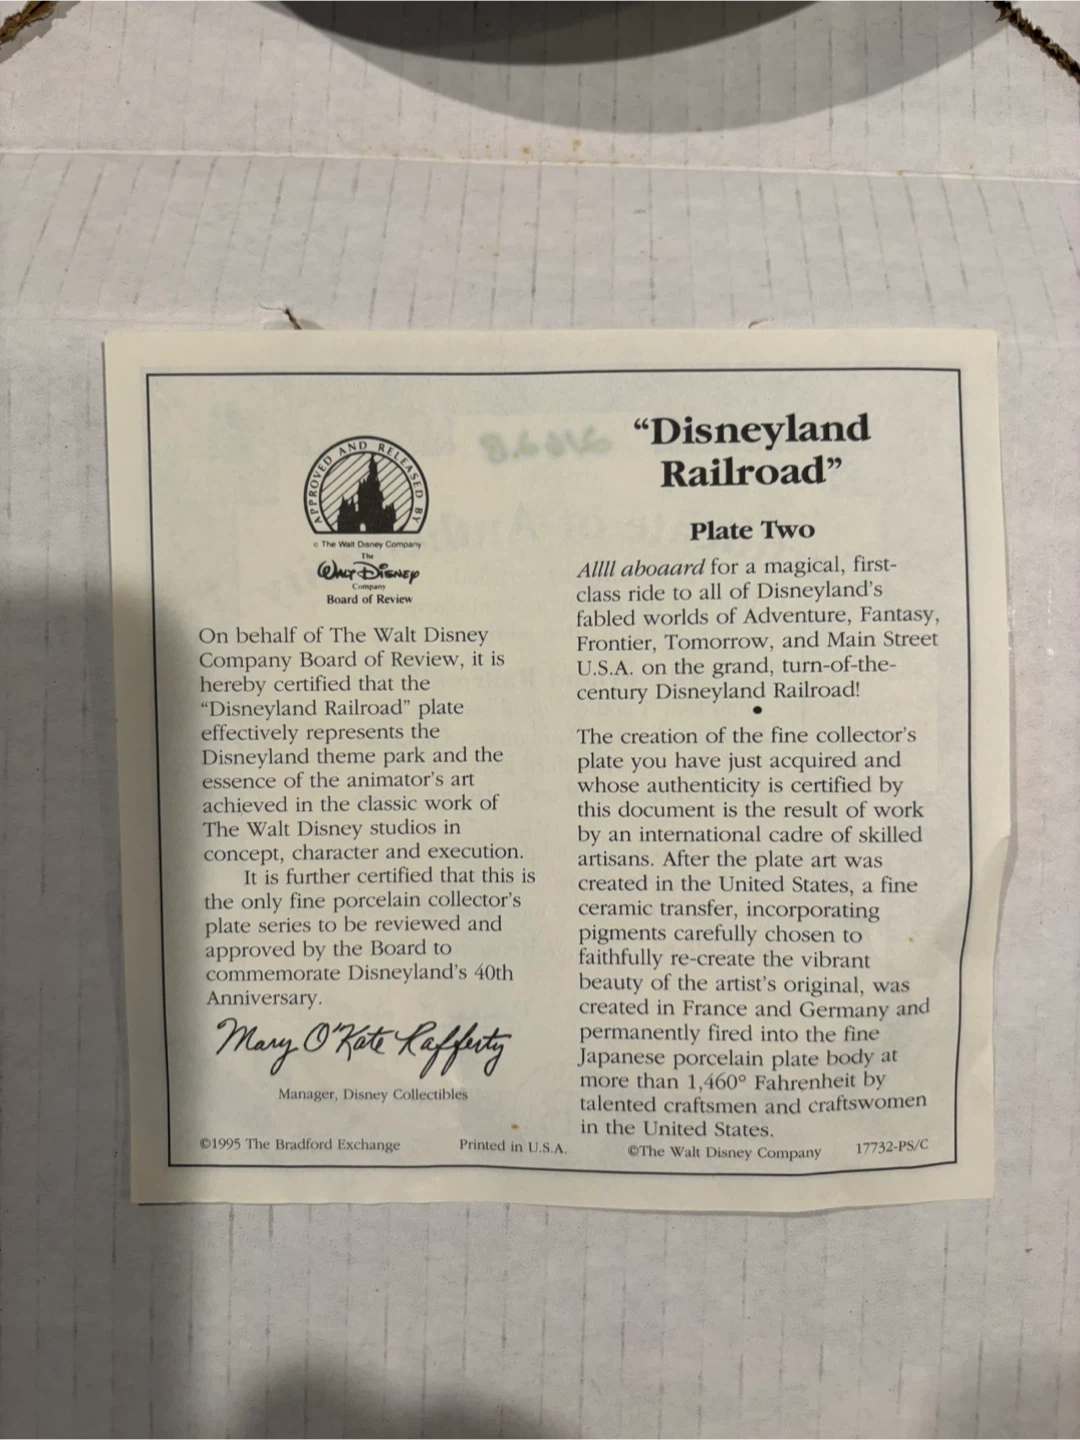 APPROVED AND RELEASED BY
© The Walt Disney Company
The
WALT DISNEY
Company
Board of Review
On behalf of The Walt Disney
Company Board of Review, it is
hereby certified that the
“Disneyland Railroad” plate
effectively represents the
Disneyland theme park and the
essence of the animator's art
achieved in the classic work of
The Walt Disney studios in
concept, character and execution.
It is further certified that this is
the only fine porcelain collector's
plate series to be reviewed and
approved by the Board to
commemorate Disneyland's 40th
Anniversary.
Mary O'Kate Rafferty
Manager, Disney Collectibles
“Disneyland
Railroad”
Plate Two
Allll aboaard for a magical, first-
class ride to all of Disneyland's
fabled worlds of Adventure, Fantasy,
Frontier, Tomorrow, and Main Street
U.S.A. on the grand, turn-of-the-
century Disneyland Railroad!
•
The creation of the fine collector's
plate you have just acquired and
whose authenticity is certified by
this document is the result of work
by an international cadre of skilled
artisans. After the plate art was
created in the United States, a fine
ceramic transfer, incorporating
pigments carefully chosen to
faithfully re-create the vibrant
beauty of the artist's original, was
created in France and Germany and
permanently fired into the fine
Japanese porcelain plate body at
more than 1,460° Fahrenheit by
talented craftsmen and craftswomen
in the United States.
©1995 The Bradford Exchange Printed in U.S.A. ©The Walt Disney Company 17732-PS/C